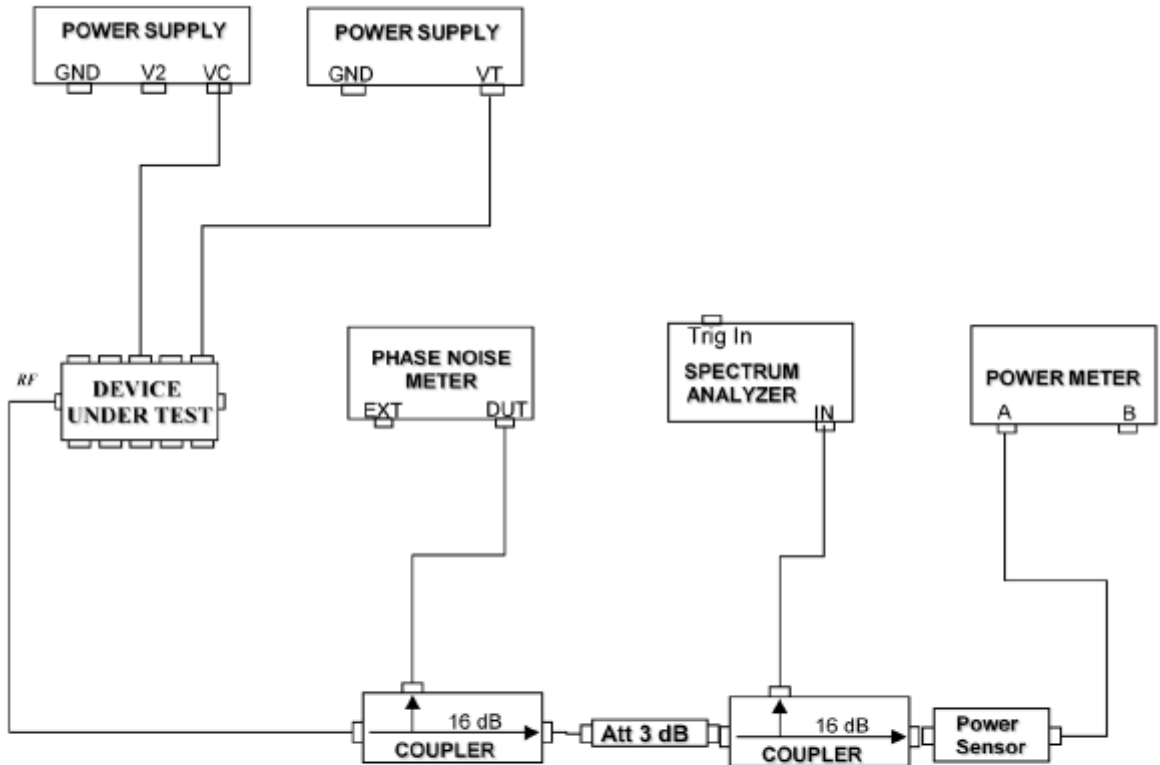 POWER SUPPLY
GND V2 VC
POWER SUPPLY
GND VT
RF
DEVICE
UNDER TEST
PHASE NOISE
METER
EXT DUT
Trig In
SPECTRUM
ANALYZER
IN
POWER METER
A B
16 dB
COUPLER
Att 3 dB
16 dB
COUPLER
Power
Sensor